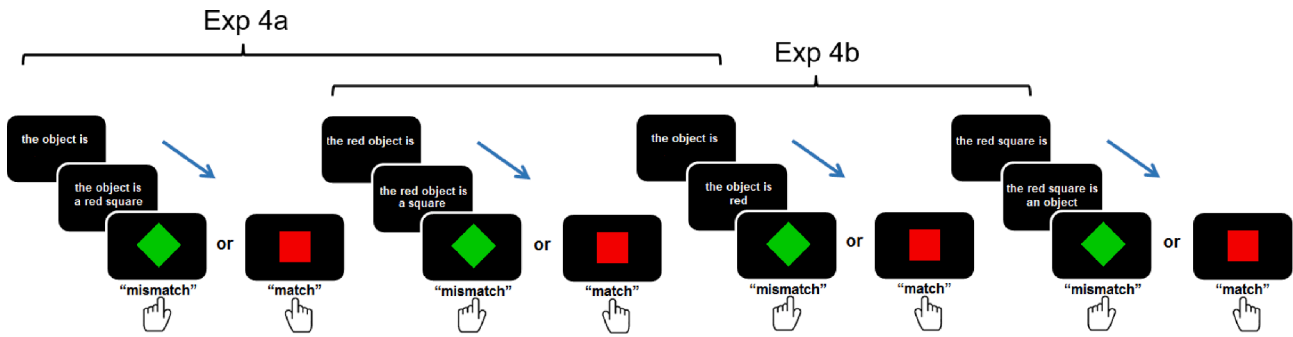 Exp 4a
Exp 4b
the object is
the object is
a red square
or
“mismatch”
“match”
the red object is
the red object is
a square
or
“mismatch”
“match”
the object is
the object is
red
or
“mismatch”
“match”
the red square is
the red square is
an object
or
“mismatch”
“match”